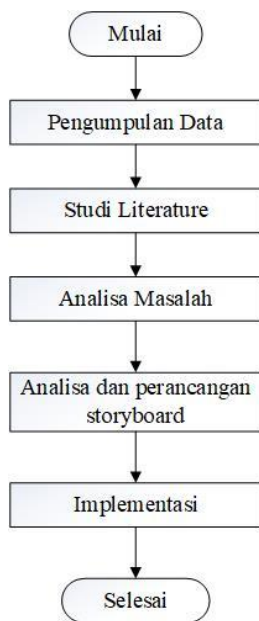 Mulai
Pengumpulan Data
Studi Literature
Analisa Masalah
Analisa dan perancangan
storyboard
Implementasi
Selesai